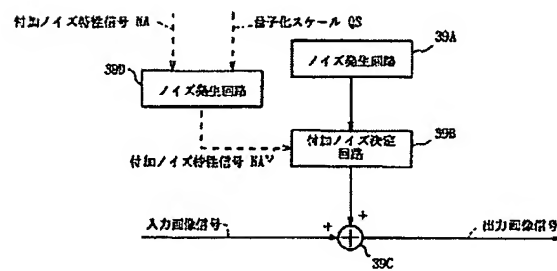 付加ノイズ特性信号 NA
量子化スケール QS
39A
ノイズ発生回路
39D
ノイズ発生回路
39B
付加ノイズ決定
回路
付加ノイズ特性信号 NA"
+
+
入力画像信号
出力画像信号
39C